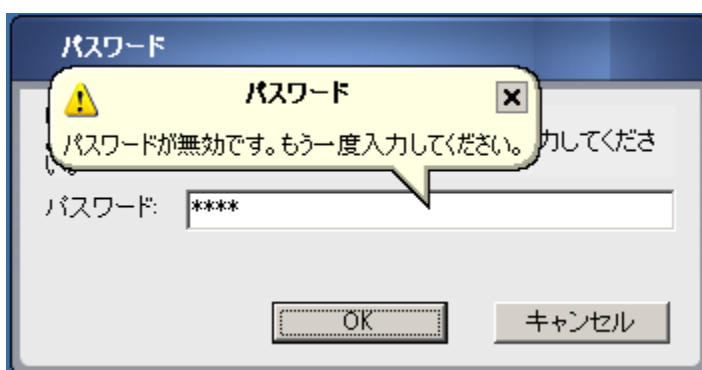 パスワード
パスワード
パスワードが無効です。もう一度入力してください。
力してくださ
い。
パスワード:
****
OK
キャンセル